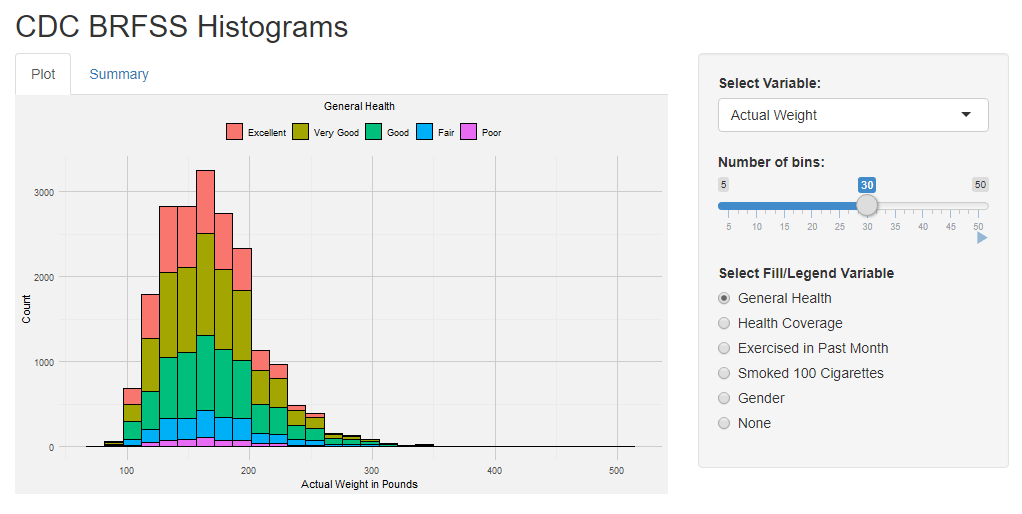 CDC BRFSS Histograms
Plot Summary
General Health
Excellent Very Good Good Fair Poor
3000
2000
1000
0
Count
100 200 300 400 500
Actual Weight in Pounds
Select Variable:
Actual Weight
Number of bins:
5 30 50
5 10 15 20 25 30 35 40 45 50
Select Fill/Legend Variable
General Health
Health Coverage
Exercised in Past Month
Smoked 100 Cigarettes
Gender
None